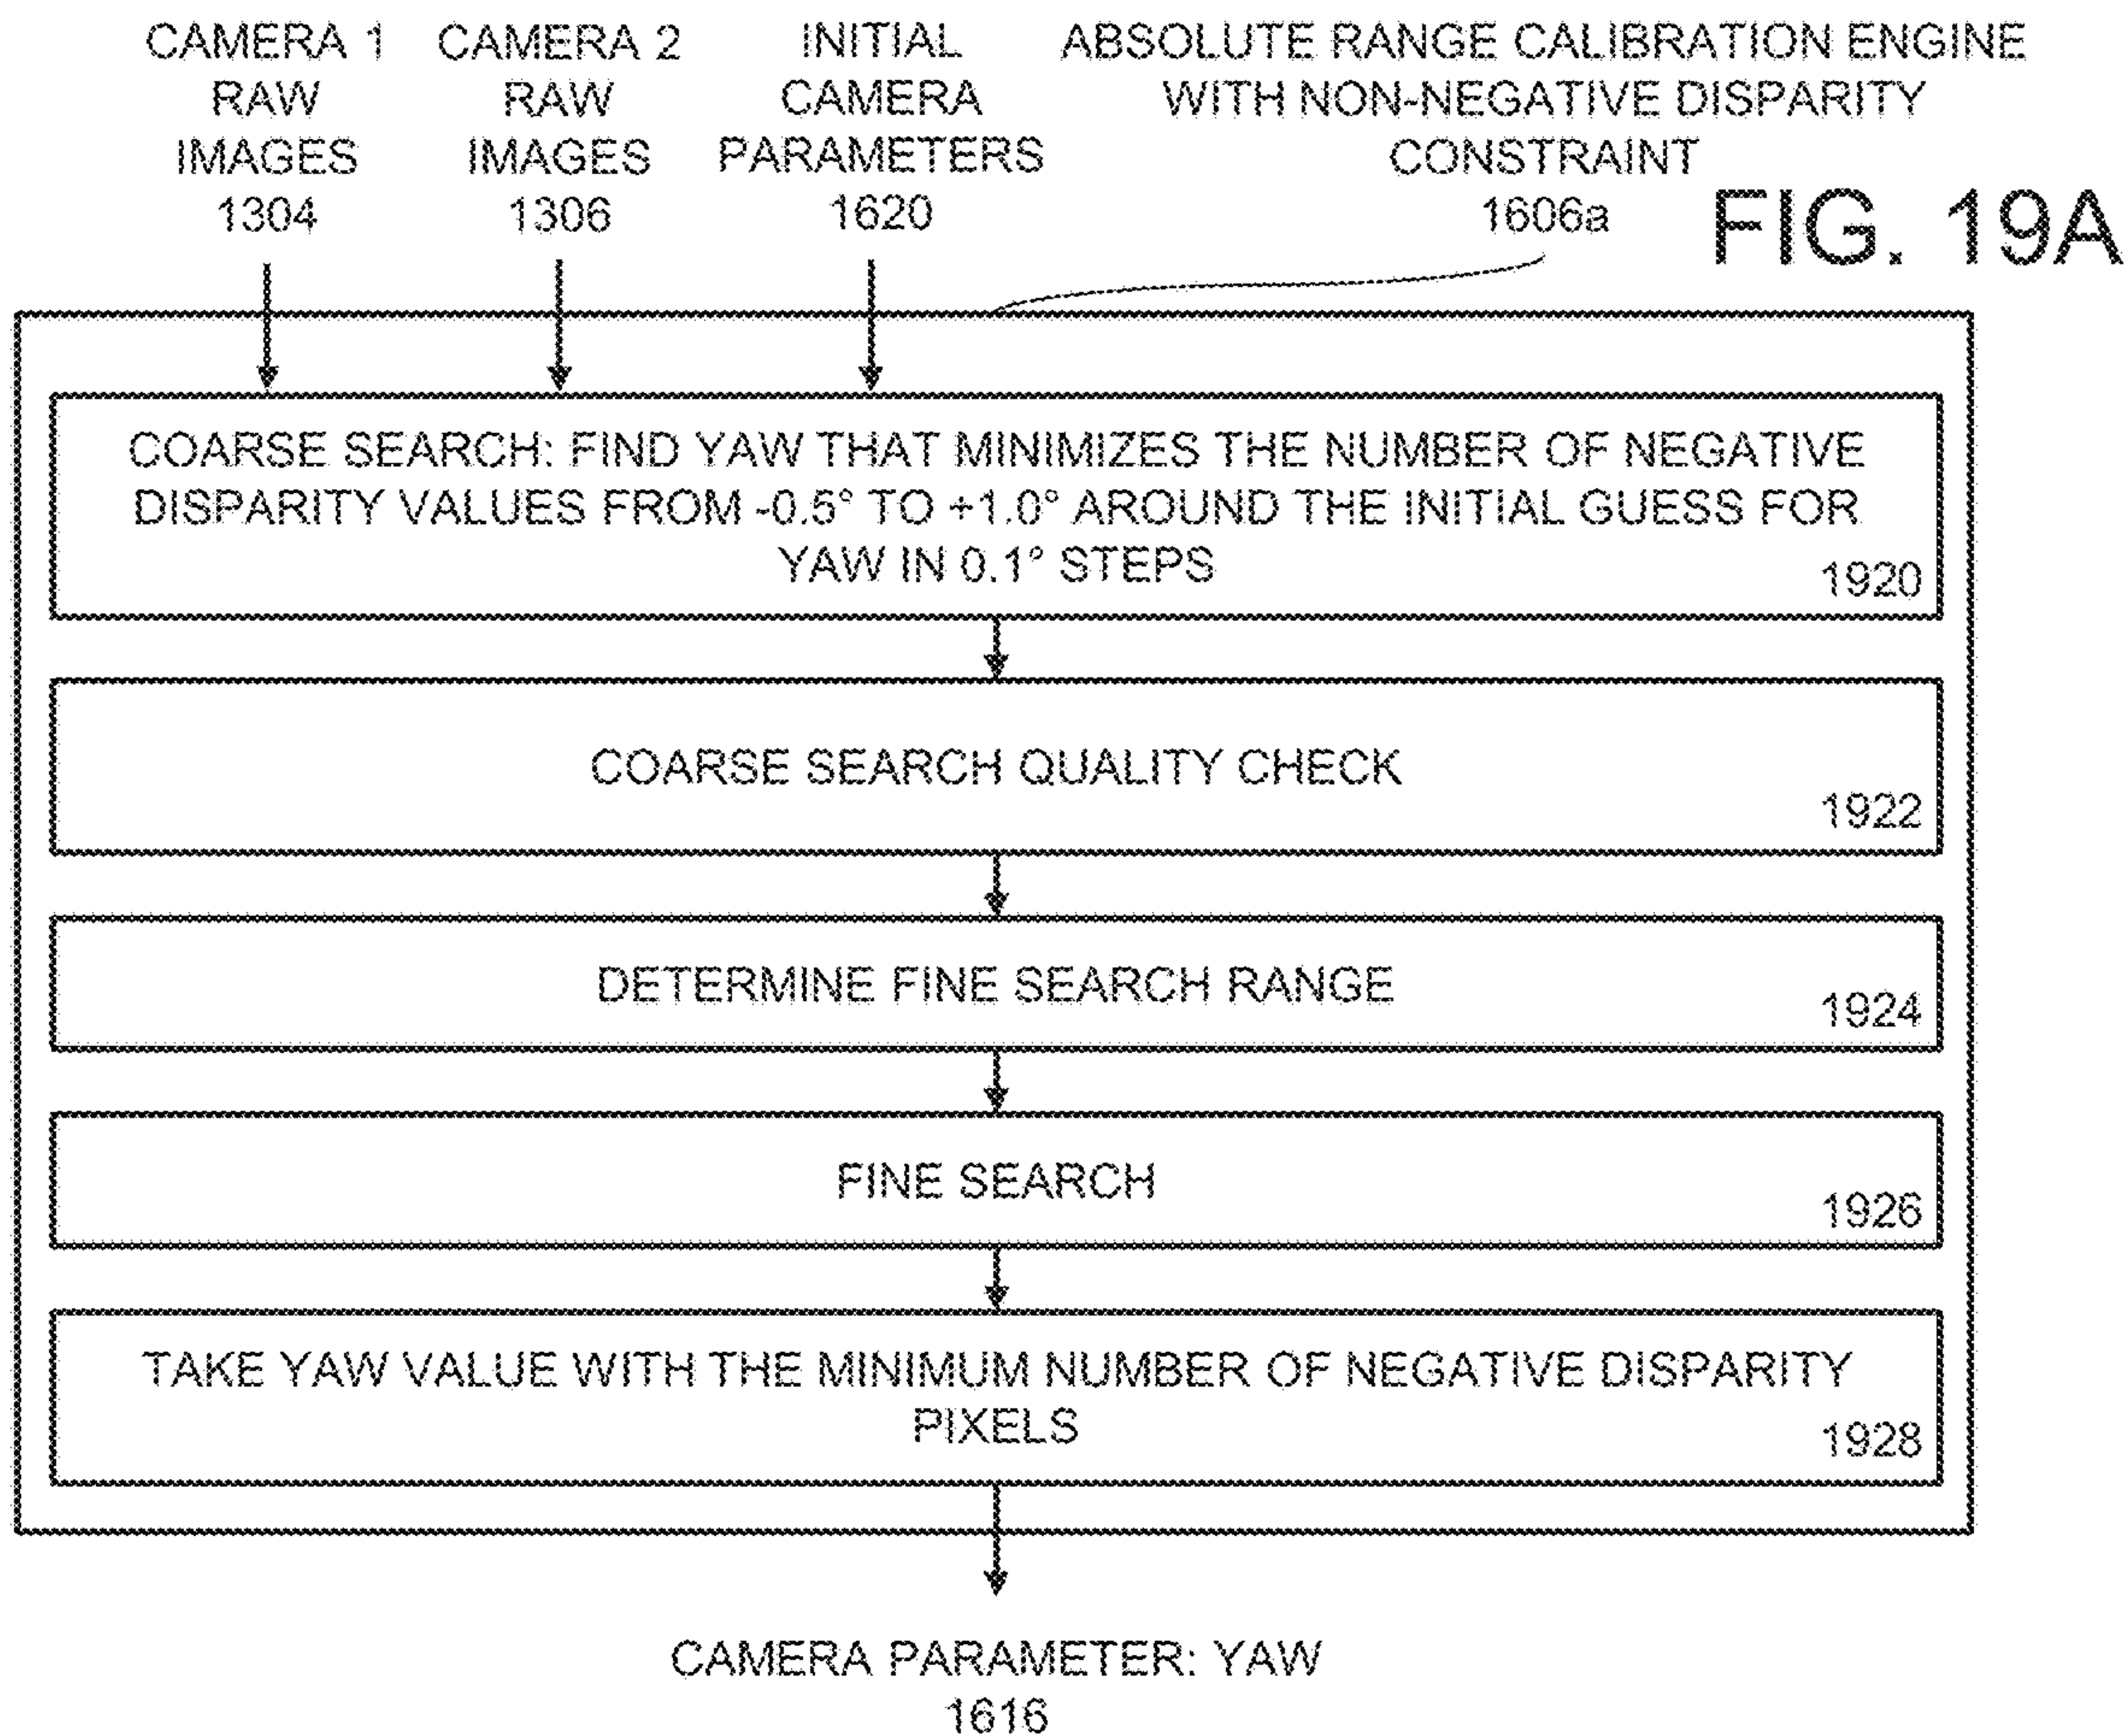 CAMERA 1
RAW
IMAGES
1304
CAMERA 2
RAW
IMAGES
1306
INITIAL
CAMERA
PARAMETERS
1620
ABSOLUTE RANGE CALIBRATION ENGINE
WITH NON-NEGATIVE DISPARITY
CONSTRAINT
1606a
FIG. 19A
COARSE SEARCH: FIND YAW THAT MINIMIZES THE NUMBER OF NEGATIVE
DISPARITY VALUES FROM -0.5° TO +1.0° AROUND THE INITIAL GUESS FOR
YAW IN 0.1° STEPS
1920
COARSE SEARCH QUALITY CHECK
1922
DETERMINE FINE SEARCH RANGE
1924
FINE SEARCH
1926
TAKE YAW VALUE WITH THE MINIMUM NUMBER OF NEGATIVE DISPARITY
PIXELS
1928
CAMERA PARAMETER: YAW
1616